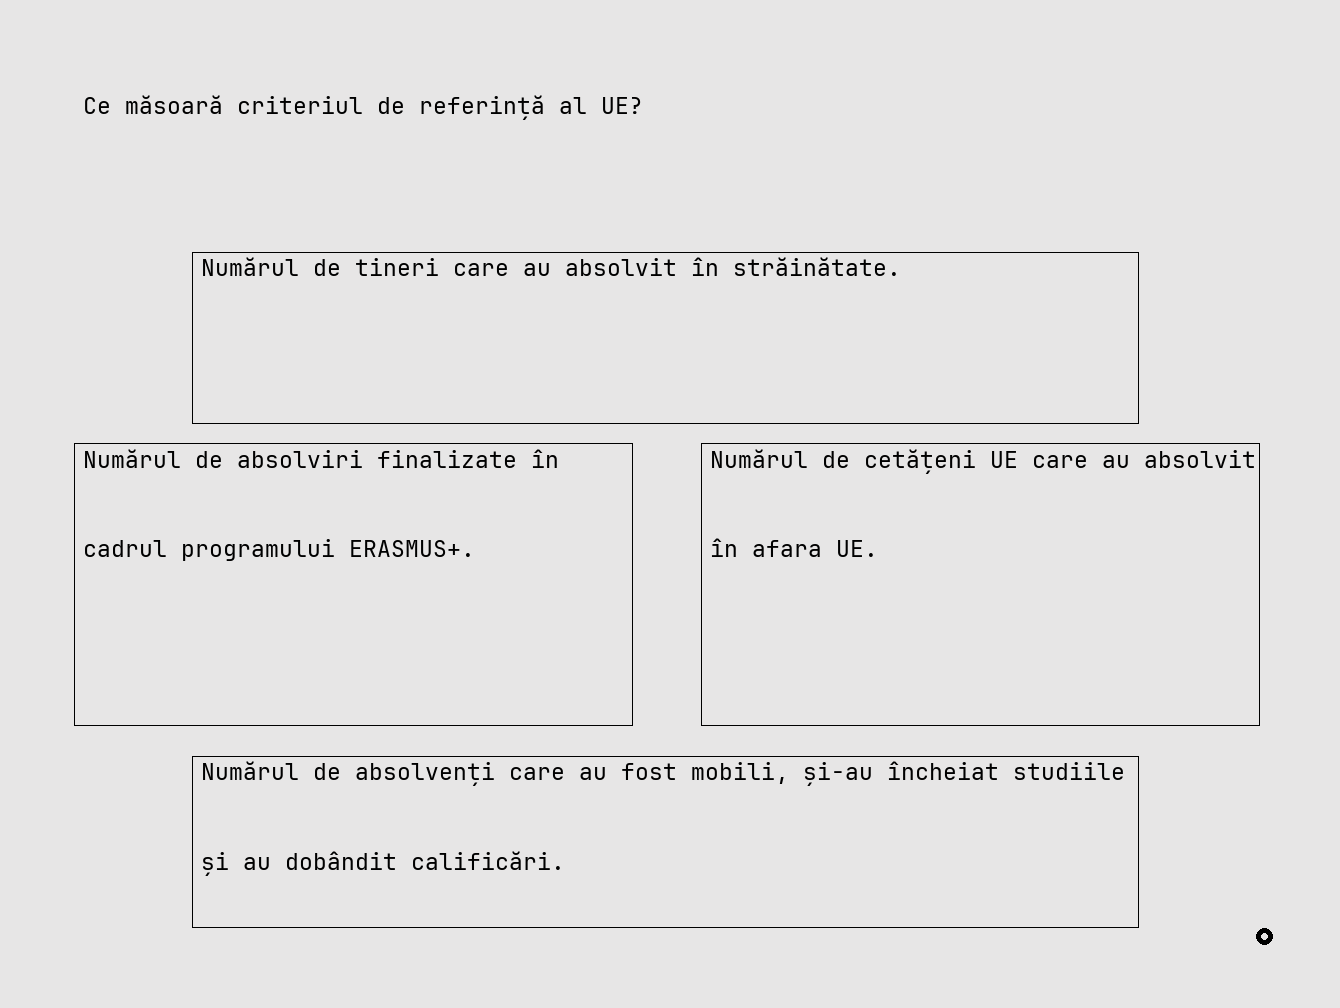 Ce măsoară criteriul de referință al UE?
Numărul de tineri care au absolvit în străinătate.
Numărul de absolviri finalizate în
cadrul programului ERASMUS+.
Numărul de cetățeni UE care au absolvit
în afara UE.
Numărul de absolvenți care au fost mobili, și-au încheiat studiile
și au dobândit calificări.